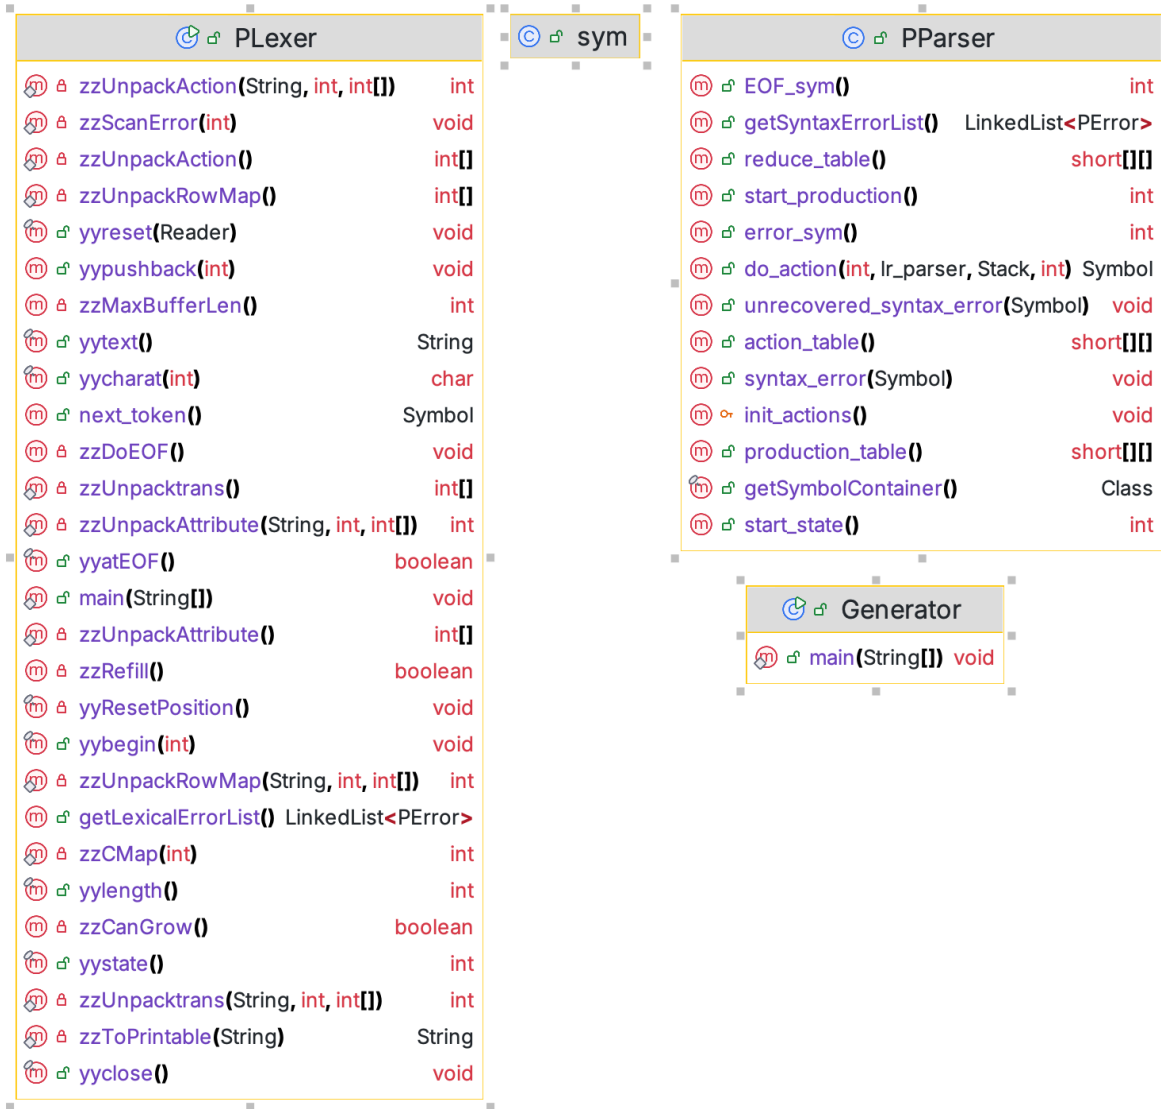 PLexer
zzUnpackAction(String, int, int[]) int
zzScanError(int) void
zzUnpackAction() int[]
zzUnpackRowMap() int[]
yyreset(Reader) void
yypushback(int) void
zzMaxBufferLen() int
yytext() String
yycharat(int) char
next_token() Symbol
zzDoEOF() void
zzUnpacktrans() int[]
zzUnpackAttribute(String, int, int[]) int
yyatEOF() boolean
main(String[]) void
zzUnpackAttribute() int[]
zzRefill() boolean
yyResetPosition() void
yybegin(int) void
zzUnpackRowMap(String, int, int[]) int
getLexicalErrorList() LinkedList<PError>
zzCMap(int) int
yylength() int
zzCanGrow() boolean
yystate() int
zzUnpacktrans(String, int, int[]) int
zzToPrintable(String) String
yyclose() void
sym
PParser
EOF_sym() int
getSyntaxErrorList() LinkedList<PError>
reduce_table() short[][]
start_production() int
error_sym() int
do_action(int, lr_parser, Stack, int) Symbol
unrecovered_syntax_error(Symbol) void
action_table() short[][]
syntax_error(Symbol) void
init_actions() void
production_table() short[][]
getSymbolContainer() Class
start_state() int
Generator
main(String[]) void